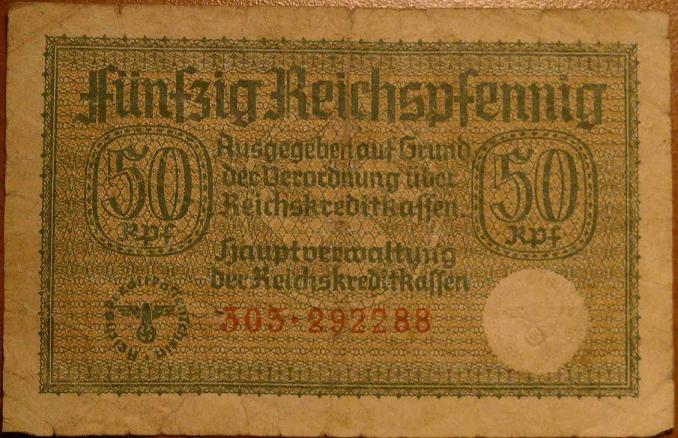 Fünfzig Reichspfennig
50
Rpf
Ausgegeben auf Grund
der Verordnung über
Reichskreditkassen.
50
Rpf
Hauptverwaltung
der Reichskreditkassen
303·292288